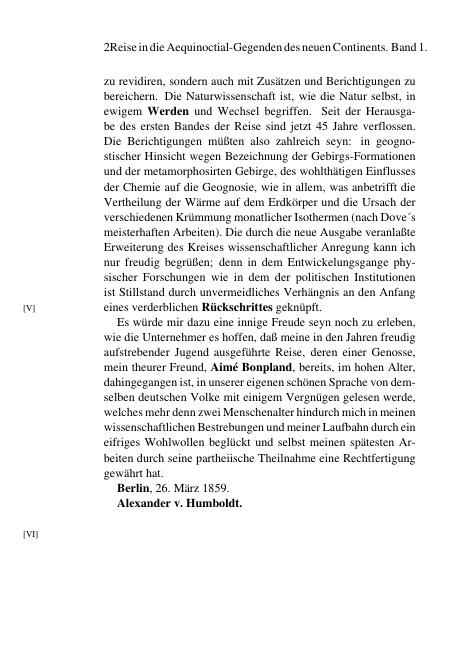 2Reise in die Aequinoctial-Gegenden des neuen Continents. Band 1.
zu revidiren, sondern auch mit Zusätzen und Berichtigungen zu
bereichern. Die Naturwissenschaft ist, wie die Natur selbst, in
ewigem Werden und Wechsel begriffen. Seit der Herausga-
be des ersten Bandes der Reise sind jetzt 45 Jahre verflossen.
Die Berichtigungen müßten also zahlreich seyn: in geogno-
stischer Hinsicht wegen Bezeichnung der Gebirgs-Formationen
und der metamorphosirten Gebirge, des wohlthätigen Einflusses
der Chemie auf die Geognosie, wie in allem, was anbetrifft die
Vertheilung der Wärme auf dem Erdkörper und die Ursach der
verschiedenen Krümmung monatlicher Isothermen (nach Dove´s
meisterhaften Arbeiten). Die durch die neue Ausgabe veranlaßte
Erweiterung des Kreises wissenschaftlicher Anregung kann ich
nur freudig begrüßen; denn in dem Entwickelungsgange phy-
sischer Forschungen wie in dem der politischen Institutionen
ist Stillstand durch unvermeidliches Verhängnis an den Anfang
[V] eines verderblichen Rückschrittes geknüpft.
Es würde mir dazu eine innige Freude seyn noch zu erleben,
wie die Unternehmer es hoffen, daß meine in den Jahren freudig
aufstrebender Jugend ausgeführte Reise, deren einer Genosse,
mein theurer Freund, Aimé Bonpland, bereits, im hohen Alter,
dahingegangen ist, in unserer eigenen schönen Sprache von dem-
selben deutschen Volke mit einigem Vergnügen gelesen werde,
welches mehr denn zwei Menschenalter hindurch mich in meinen
wissenschaftlichen Bestrebungen und meiner Laufbahn durch ein
eifriges Wohlwollen beglückt und selbst meinen spätesten Ar-
beiten durch seine partheiische Theilnahme eine Rechtfertigung
gewährt hat.
Berlin, 26. März 1859.
Alexander v. Humboldt.
[VI]